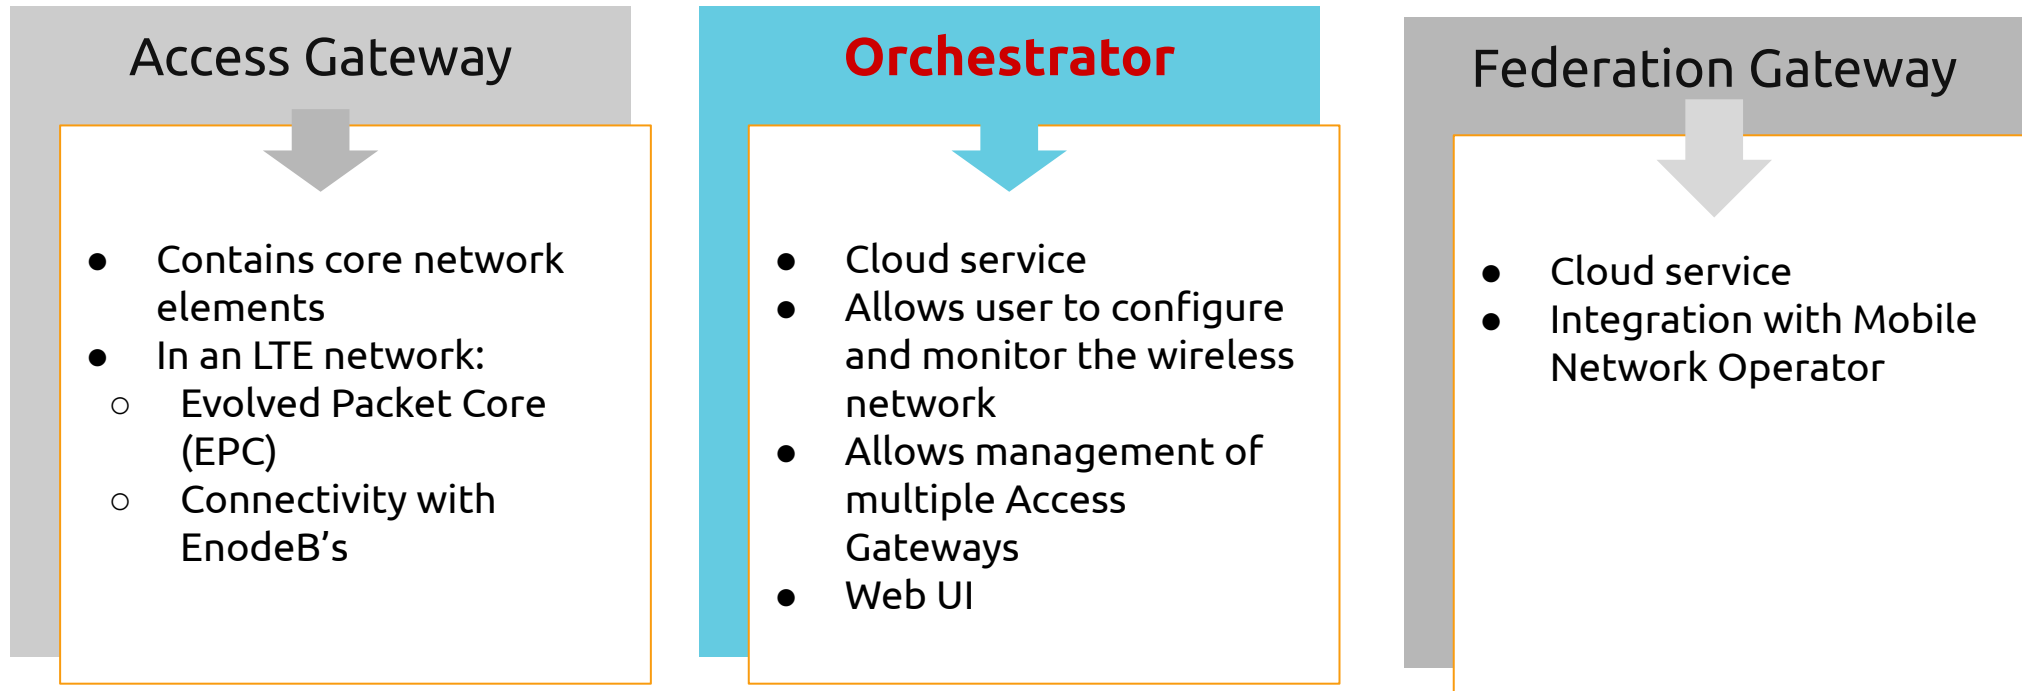 Access Gateway
● Contains core network
elements
● In an LTE network:
○ Evolved Packet Core
(EPC)
○ Connectivity with
EnodeB’s
Orchestrator
● Cloud service
● Allows user to configure
and monitor the wireless
network
● Allows management of
multiple Access
Gateways
● Web UI
Federation Gateway
● Cloud service
● Integration with Mobile
Network Operator